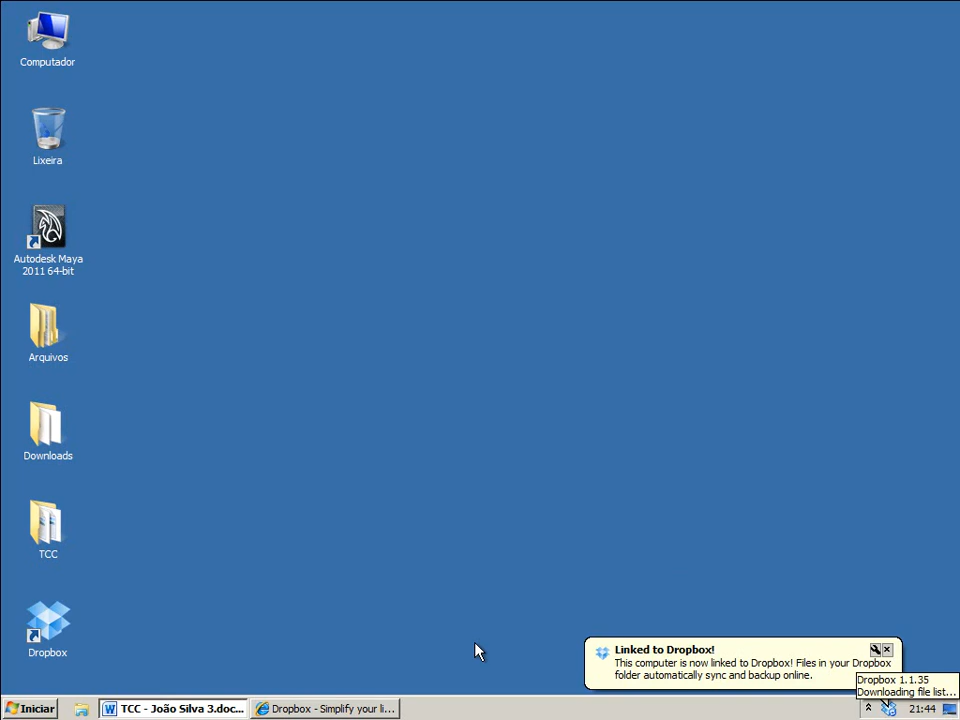 Computador
Lixeira
Autodesk Maya
2011 64-bit
Arquivos
Downloads
TCC
Dropbox
Linked to Dropbox!
This computer is now linked to Dropbox! Files in your Dropbox
folder automatically sync and backup online.
Dropbox 1.1.35
Downloading file list...
Iniciar
TCC - João Silva 3.doc...
Dropbox - Simplify your li...
21:44